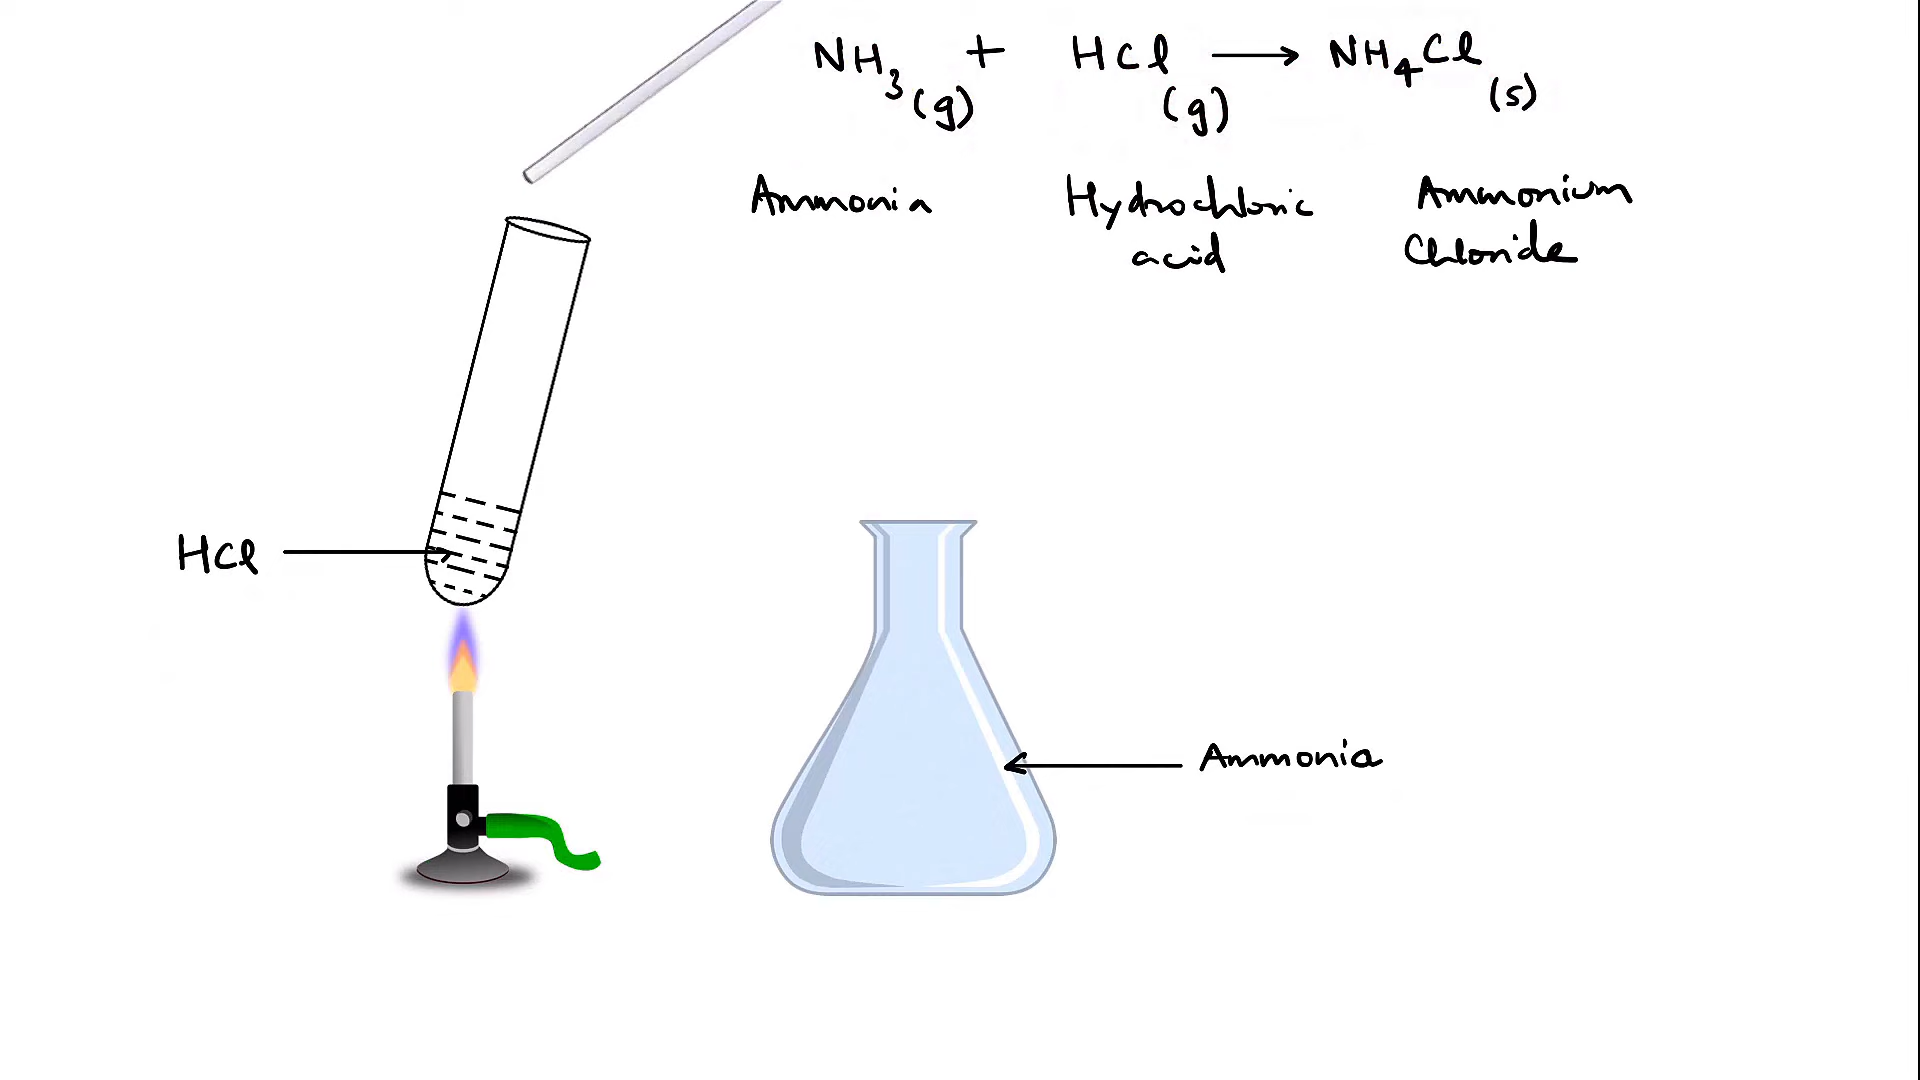 NH₃(g) + HCl(g) → NH₄Cl(s)
Ammonia Hydrochloric acid Ammonium Chloride
HCl
Ammonia